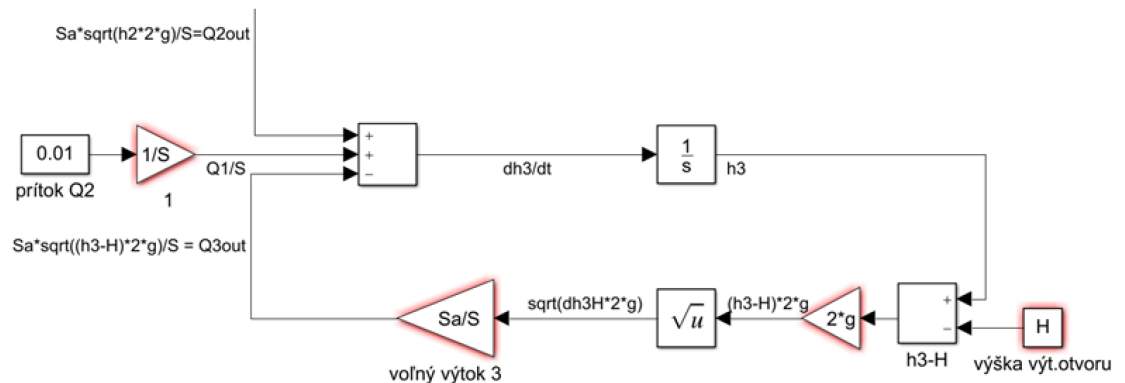 Sa*sqrt(h2*2*g)/S=Q2out
0.01
prítok Q2
1/S
1
Q1/S
+
+
−
dh3/dt
1
s
h3
Sa*sqrt((h3-H)*2*g)/S = Q3out
Sa/S
voľný výtok 3
sqrt(dh3H*2*g)
√u
(h3-H)*2*g
2*g
+
−
h3-H
H
výška výt.otvoru